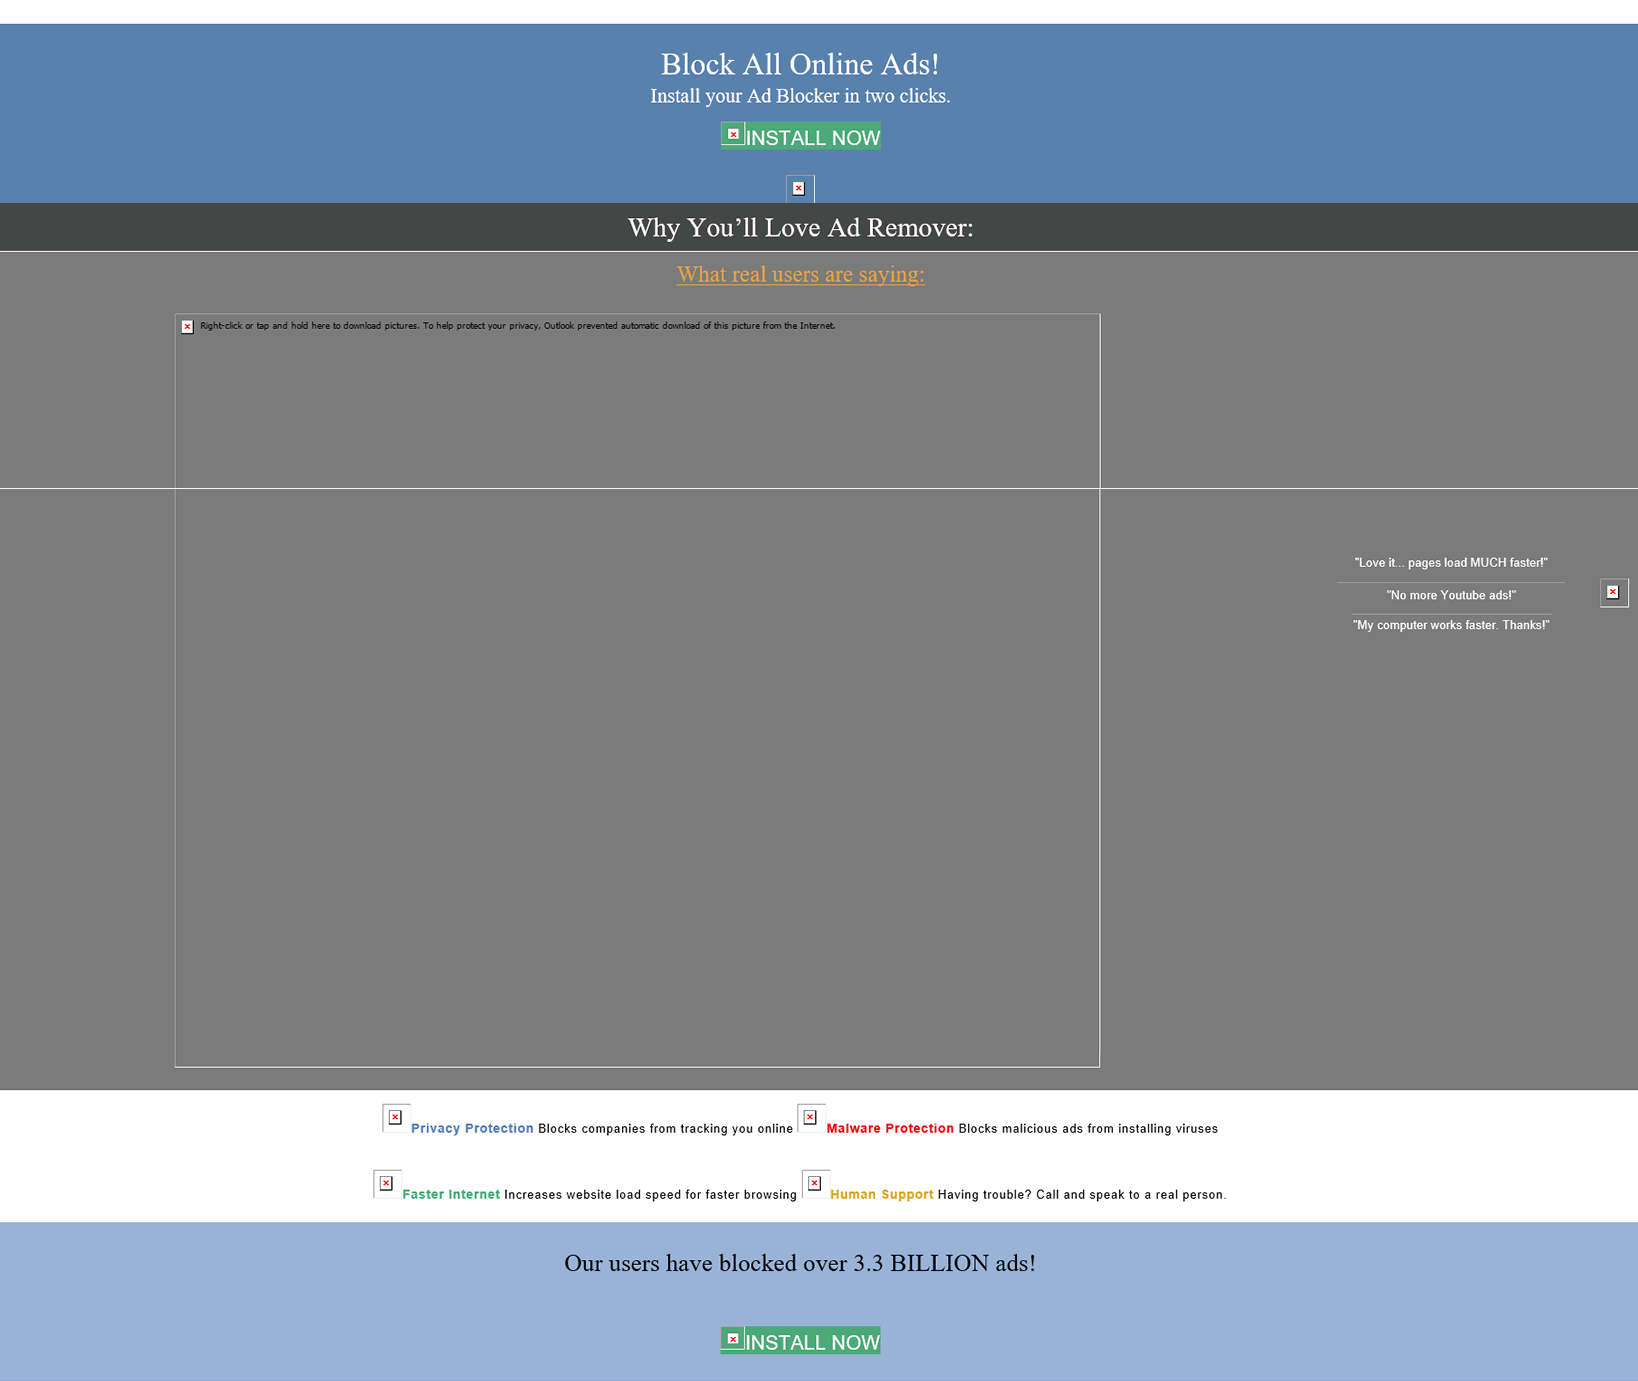 Block All Online Ads!
Install your Ad Blocker in two clicks.
INSTALL NOW
Why You’ll Love Ad Remover:
What real users are saying:
Right-click or tap and hold here to download pictures. To help protect your privacy, Outlook prevented automatic download of this picture from the Internet.
"Love it... pages load MUCH faster!"
"No more Youtube ads!"
"My computer works faster. Thanks!"
Privacy Protection Blocks companies from tracking you online Malware Protection Blocks malicious ads from installing viruses
Faster Internet Increases website load speed for faster browsing Human Support Having trouble? Call and speak to a real person.
Our users have blocked over 3.3 BILLION ads!
INSTALL NOW